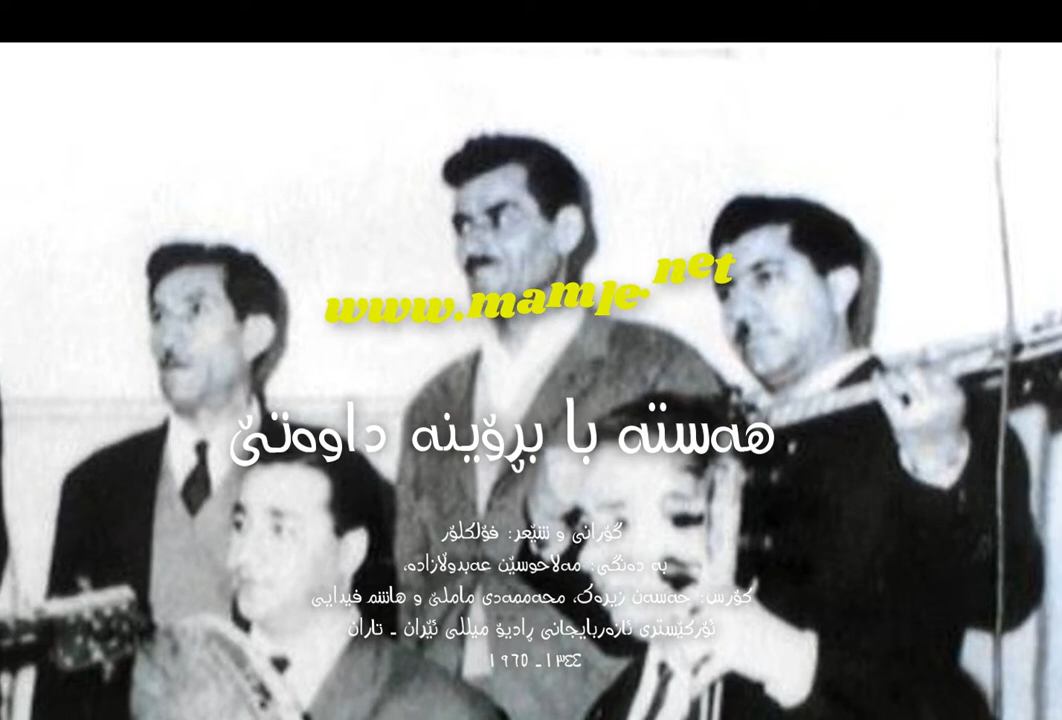 www.mamle.net
هەستە با بڕۆینە داوەتێ
گۆرانی و شێعر: فۆلکلۆر
بە دەنگی: مەلاحوسێن عەبدوڵازادە،
کۆرس: حەسەن زیرەک، محەممەدی ماملێ و هاشم فیدایی
ئۆرکێستری ئازەربایجانی ڕادیۆ میللی ئێران ـ تاران
١٣٤٤ـ ١٩٦٥